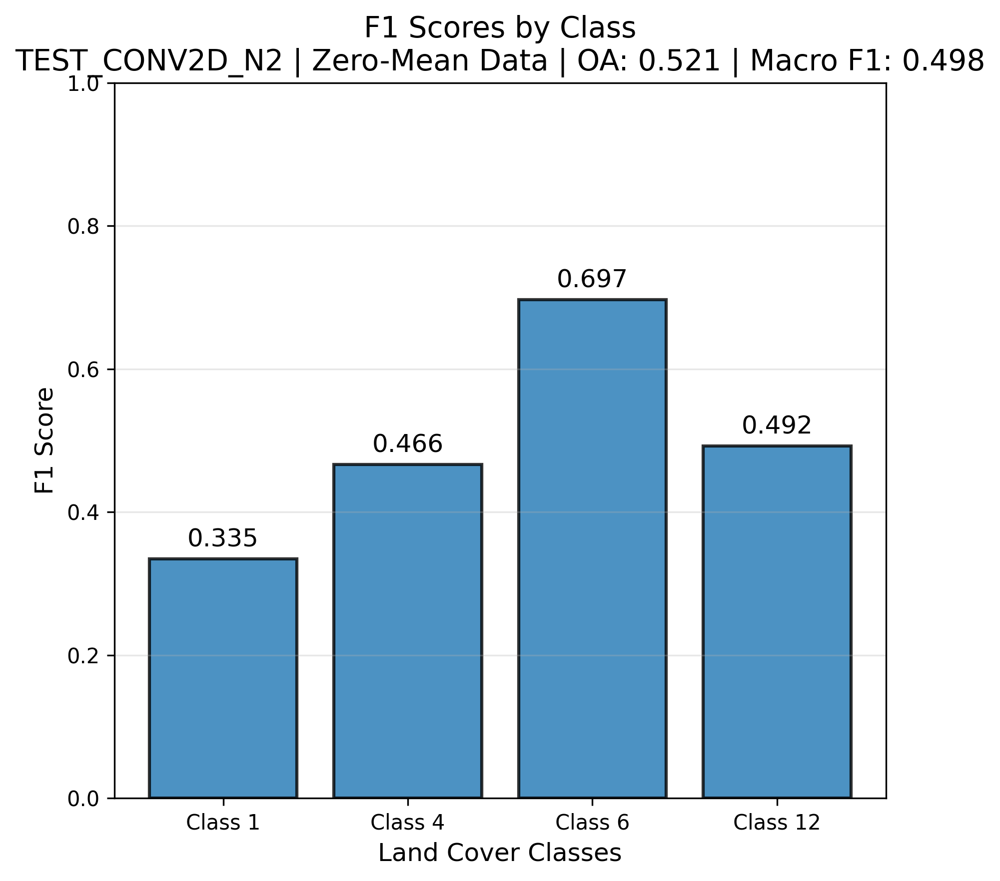 F1 Scores by Class
TEST_CONV2D_N2 | Zero-Mean Data | OA: 0.521 | Macro F1: 0.498
1.0
0.8
0.6
0.4
0.2
0.0
F1 Score
0.335
0.466
0.697
0.492
Class 1
Class 4
Class 6
Class 12
Land Cover Classes